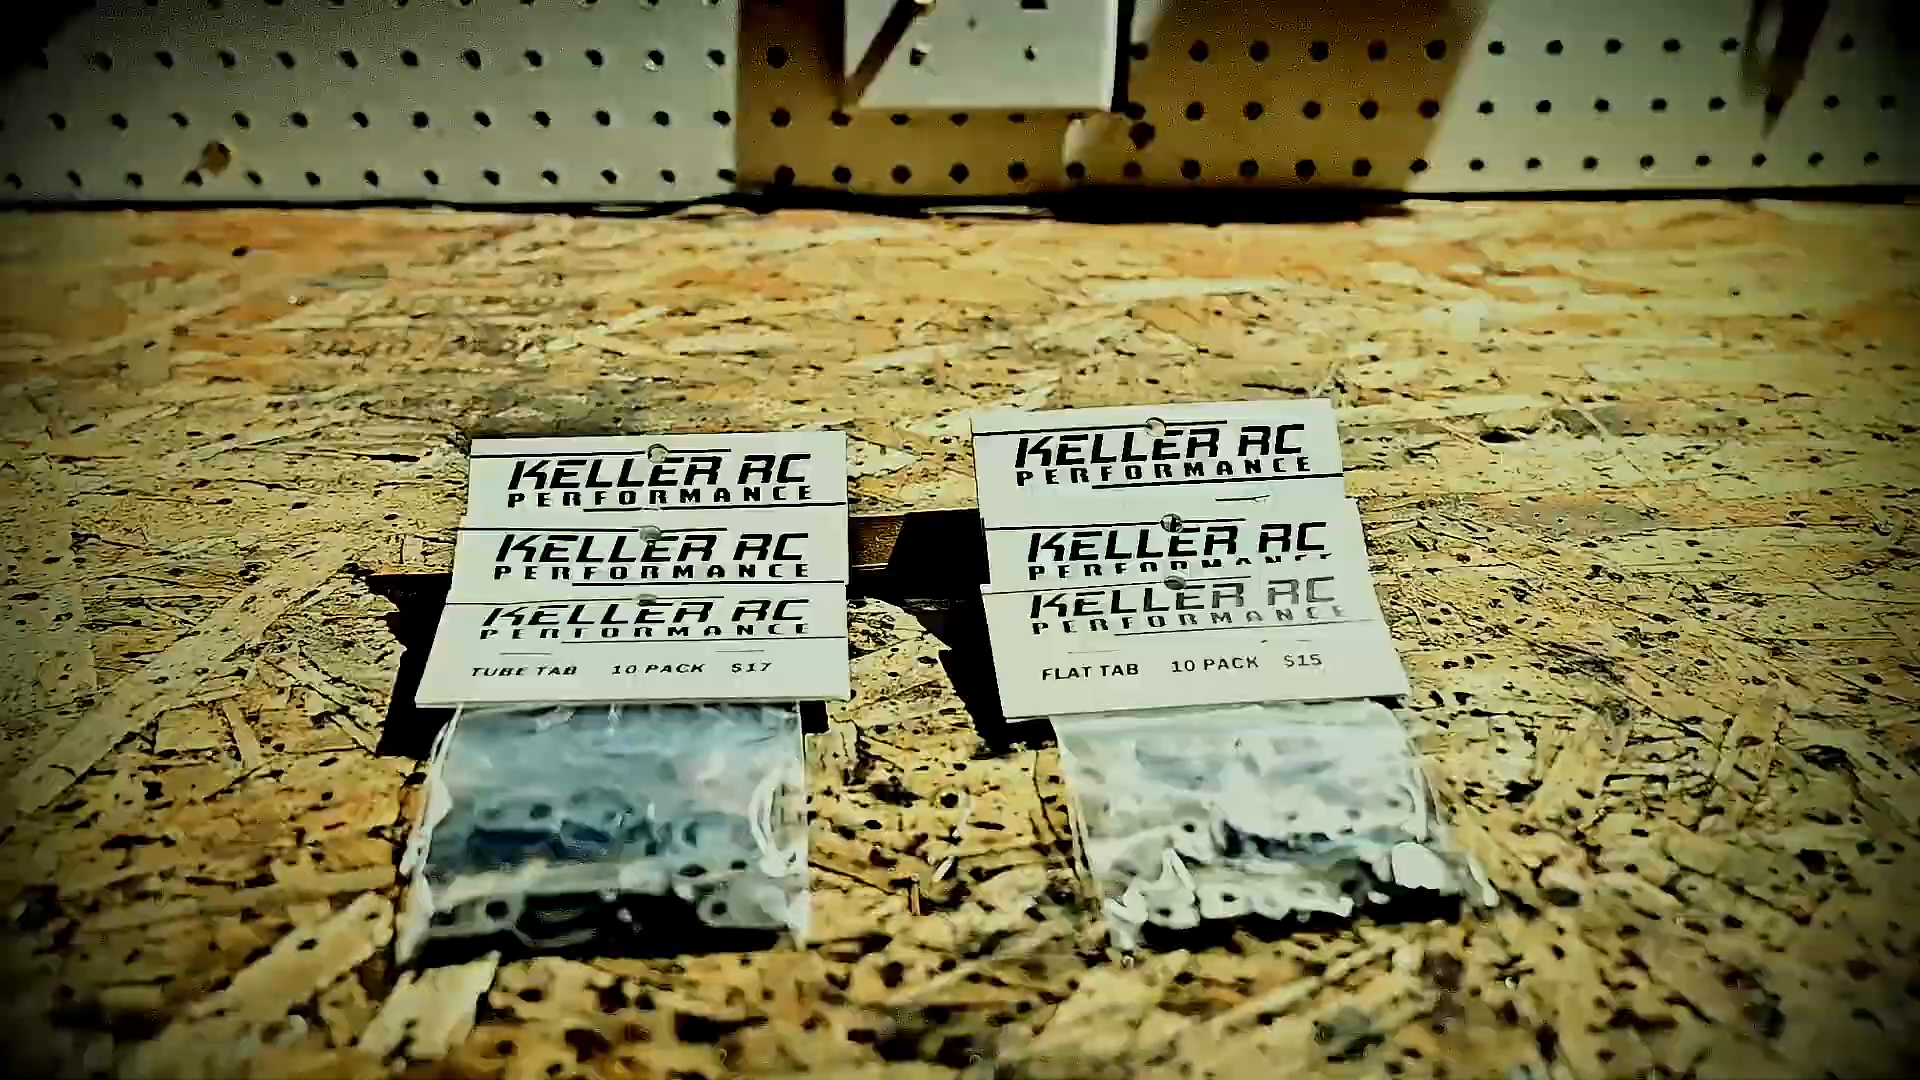 KELLER RC
PERFORMANCE
KELLER RC
PERFORMANCE
KELLER RC
PERFORMANCE
TUBE TAB 10 PACK $17
KELLER RC
PERFORMANCE
KELLER RC
PERFORMANCE
KELLER RC
PERFORMANCE
FLAT TAB 10 PACK $15